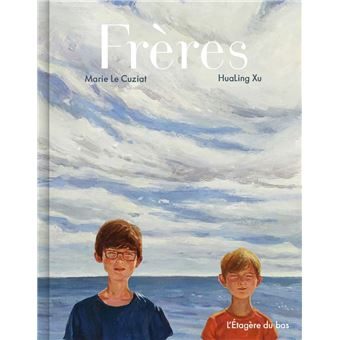 Frères
Marie Le Cuziat
HuaLing Xu
L'Étagère du bas